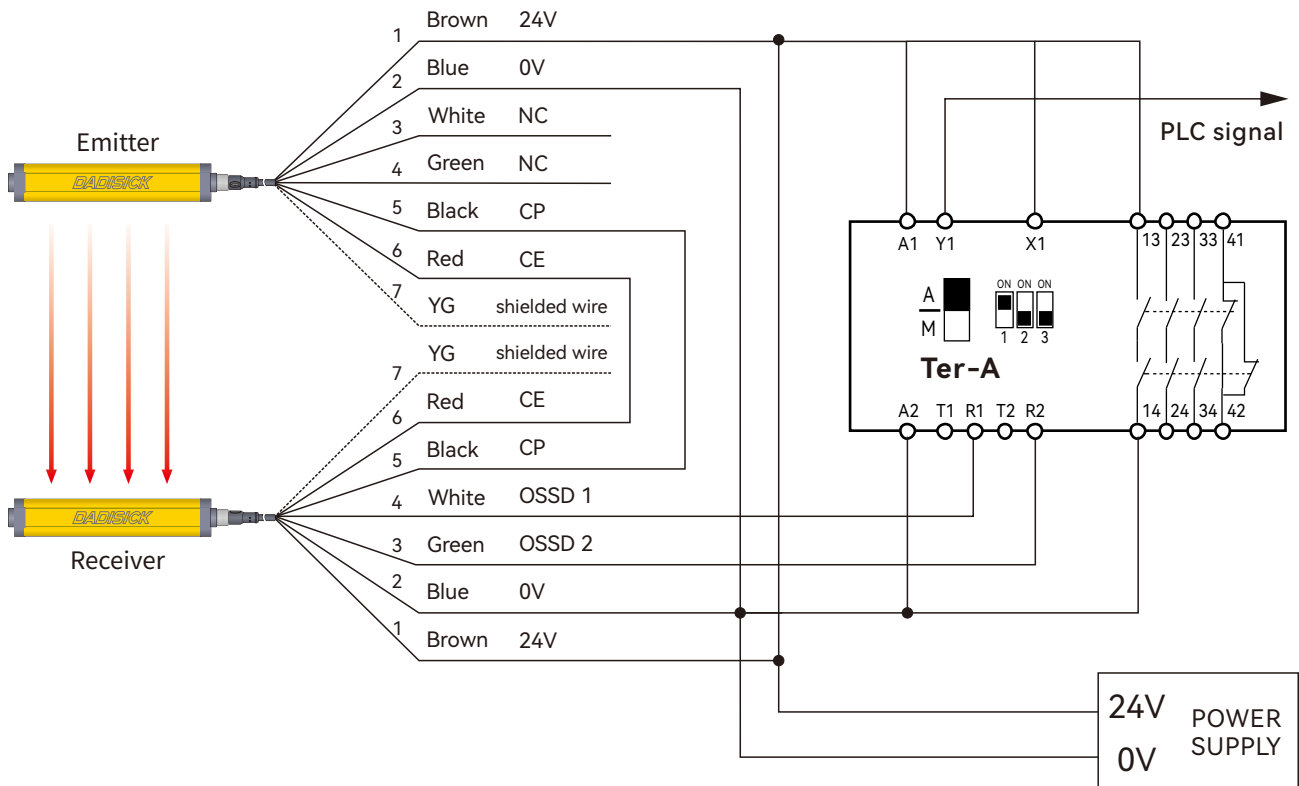 Brown 24V
1
Blue 0V
2
White NC
3
Green NC
4
Black CP
5
Red CE
6
YG shielded wire
7
Emitter
DADISICK
YG shielded wire
7
Red CE
6
Black CP
5
White OSSD 1
4
Green OSSD 2
3
Blue 0V
2
Brown 24V
1
DADISICK
Receiver
PLC signal
A1 Y1 X1 13 23 33 41
A
M
ON ON ON
1 2 3
Ter-A
A2 T1 R1 T2 R2 14 24 34 42
24V
0V
POWER
SUPPLY